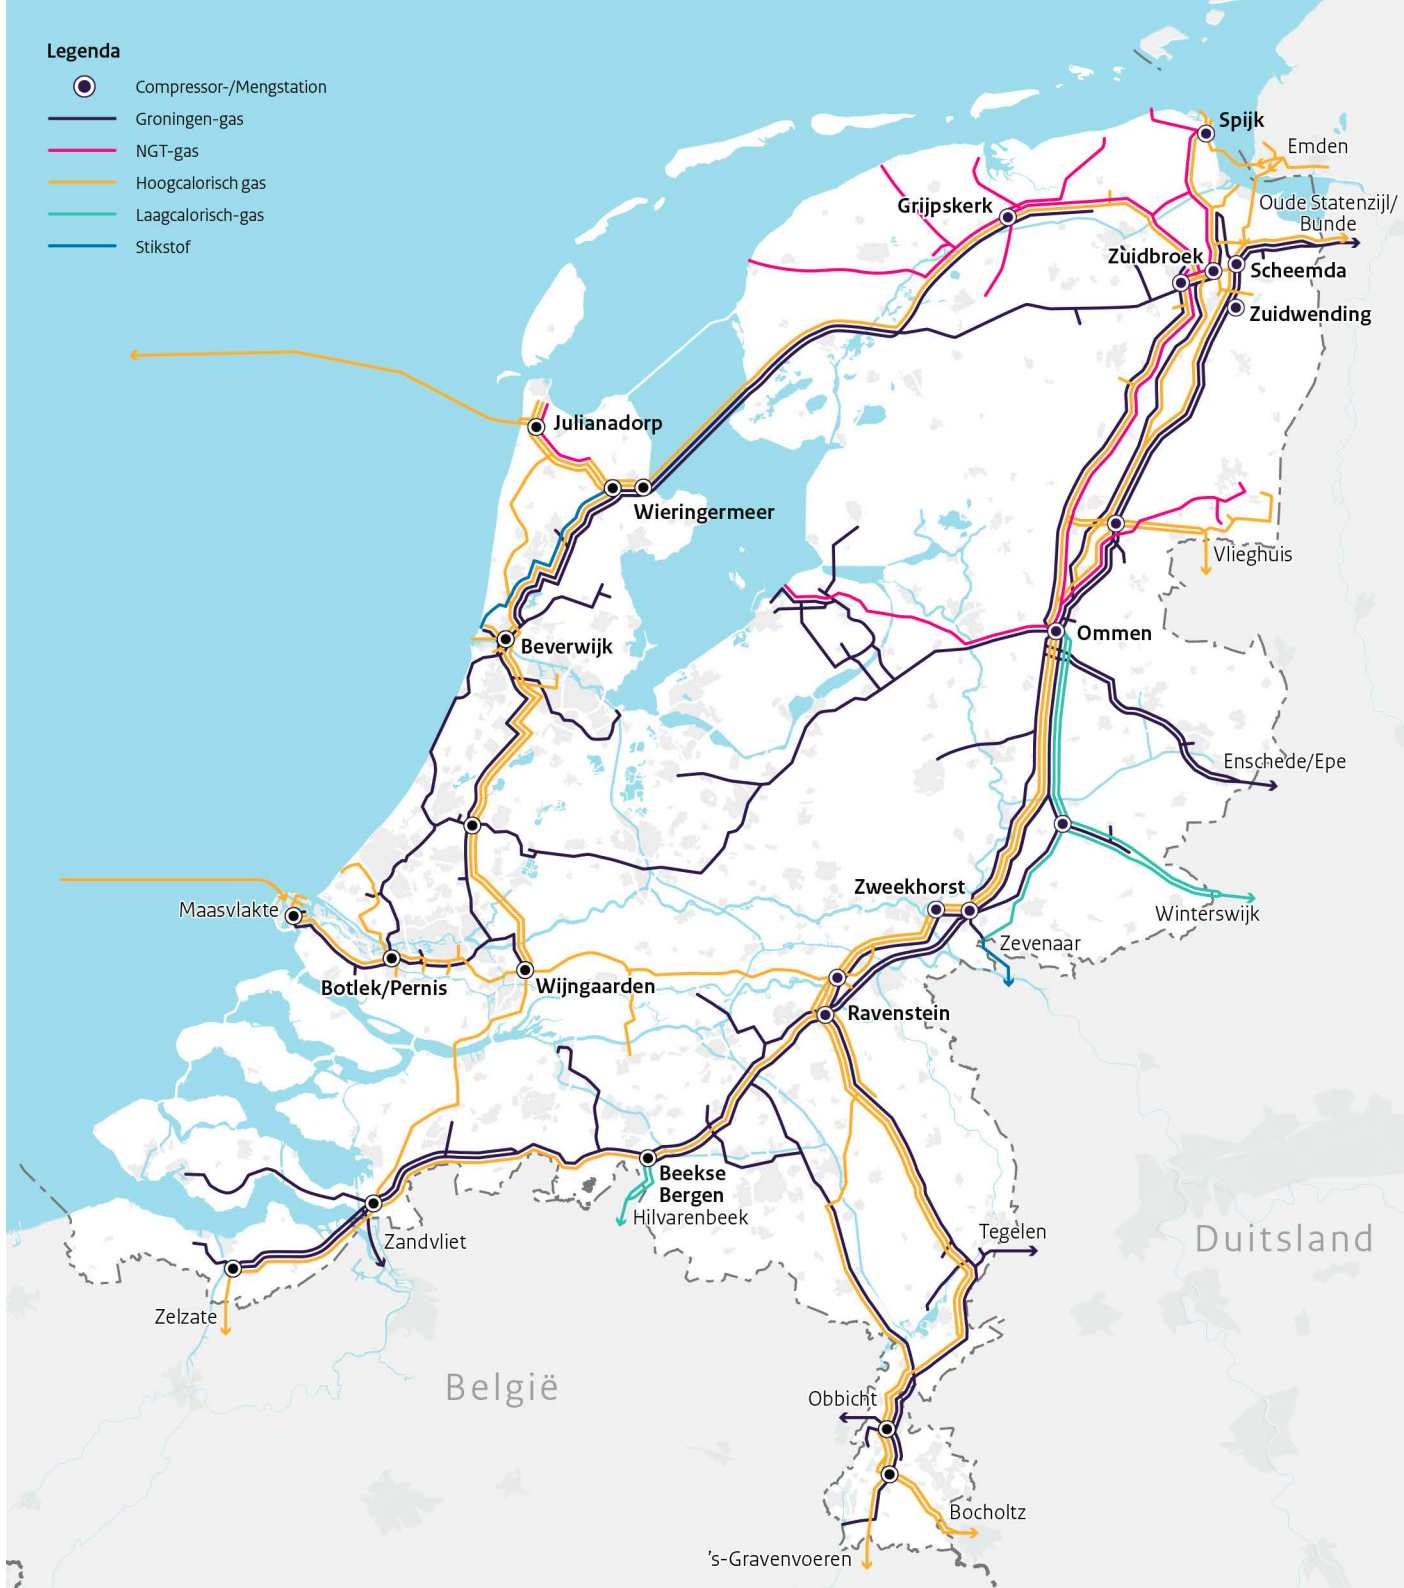 Legenda
Compressor-/Mengstation
Groningen-gas
NGT-gas
Hoogcalorisch gas
Laagcalorisch-gas
Stikstof
Spijk
Emden
Grijpskerk
Oude Statenzijl/
Bunde
Zuidbroek
Scheemda
Zuidwending
Julianadorp
Wieringermeer
Vlieghuis
Ommen
Beverwijk
Enschede/Epe
Zweekhorst
Maasvlakte
Winterswijk
Zevenaar
Botlek/Pernis
Wijngaarden
Ravenstein
Beekse
Bergen
Hilvarenbeek
Zandvliet
Tegelen
Duitsland
Zelzate
België
Obbicht
Bocholtz
's-Gravenvoeren